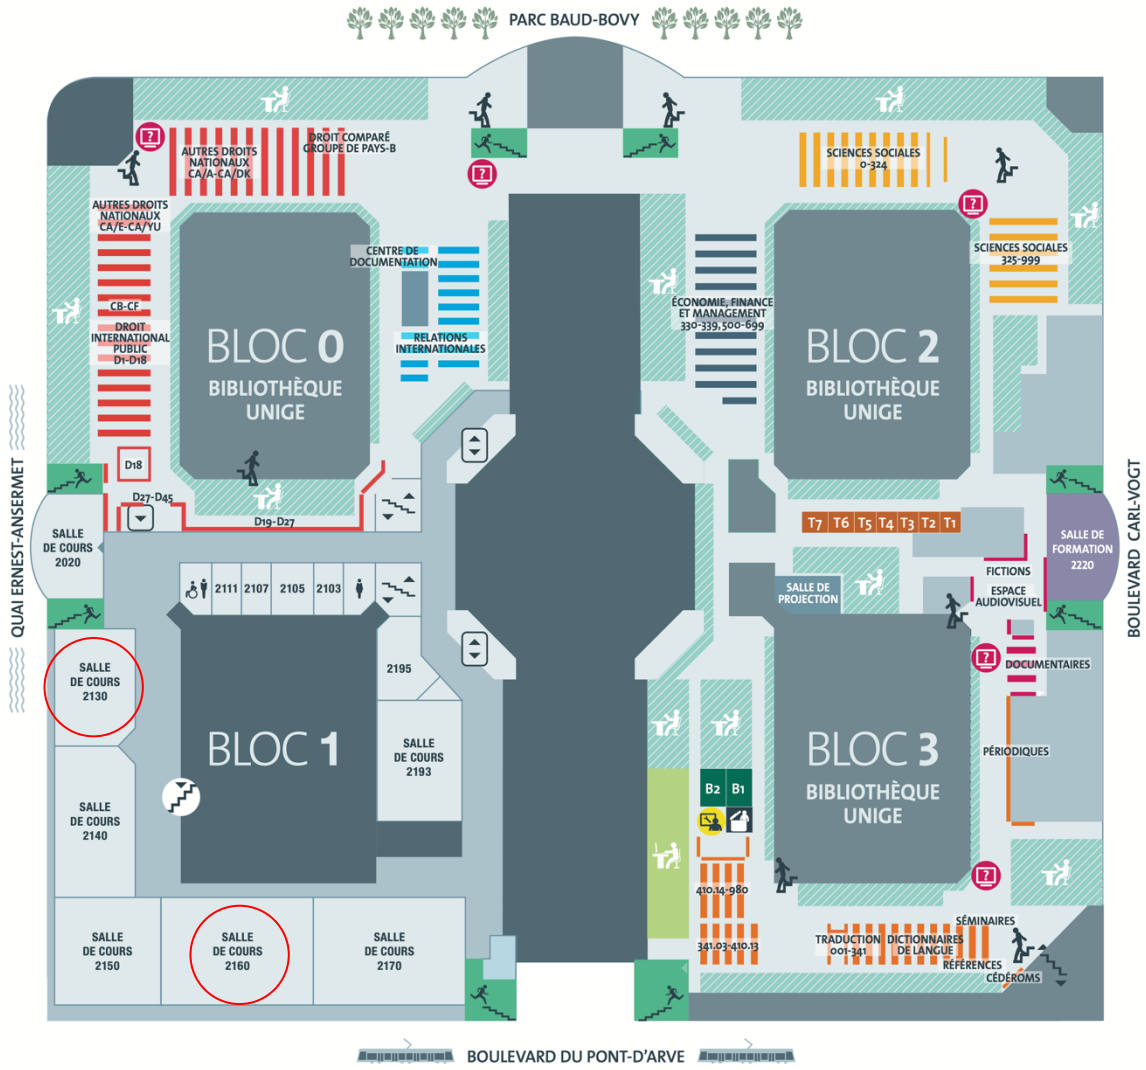 PARC BAUD-BOVY
DROIT COMPARÉ
GROUPE DE PAYS-B
AUTRES DROITS
NATIONAUX
CA/A-CA/DK
SCIENCES SOCIALES
0-324
AUTRES DROITS
NATIONAUX
CA/E-CA/YU
CENTRE DE
DOCUMENTATION
SCIENCES SOCIALES
325-999
CB-CF
DROIT
INTERNATIONAL
PUBLIC
D1-D18
BLOC 0
BIBLIOTHÈQUE
UNIGE
RELATIONS
INTERNATIONALES
ÉCONOMIE, FINANCE
ET MANAGEMENT
330-339,500-699
BLOC 2
BIBLIOTHÈQUE
UNIGE
D18
D27-D45
D19-D27
T7 T6 T5 T4 T3 T2 T1
QUAI ERNEST-ANSERMET
SALLE
DE COURS
2020
SALLE DE
FORMATION
2220
BOULEVARD CARL-VOGT
FICTIONS
ESPACE
AUDIOVISUEL
SALLE DE
PROJECTION
2111 2107 2105 2103
SALLE
DE COURS
2130
2195
DOCUMENTAIRES
BLOC 1
SALLE
DE COURS
2193
BLOC 3
BIBLIOTHÈQUE
UNIGE
PÉRIODIQUES
B2 B1
SALLE
DE COURS
2140
410.14-980
SALLE
DE COURS
2150
SALLE
DE COURS
2160
SALLE
DE COURS
2170
341.03-410.13
TRADUCTION
001-341
DICTIONNAIRES
DE LANGUE
SÉMINAIRES
RÉFÉRENCES
CÉDÉROMS
BOULEVARD DU PONT-D'ARVE